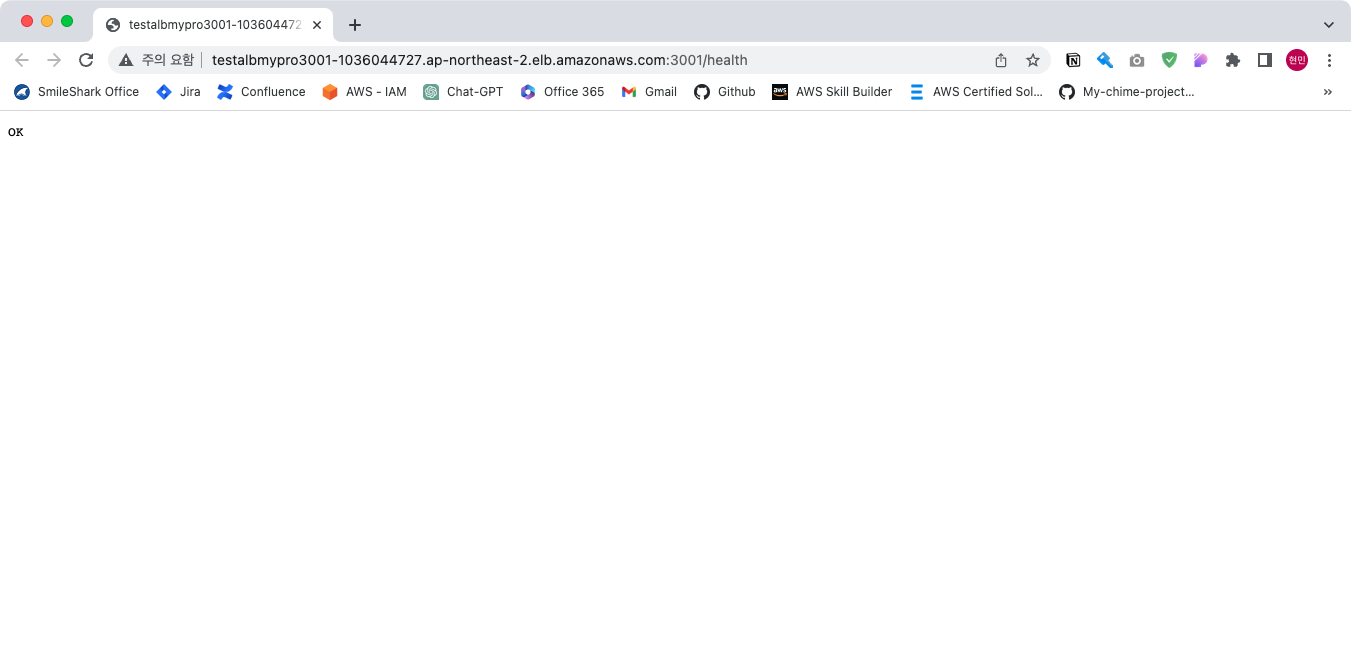 testalbmypro3001-103604472
주의 요함 testalbmypro3001-1036044727.ap-northeast-2.elb.amazonaws.com:3001/health
현민
SmileShark Office Jira Confluence AWS - IAM Chat-GPT Office 365 Gmail Github aws AWS Skill Builder AWS Certified Sol... My-chime-project... »
OK